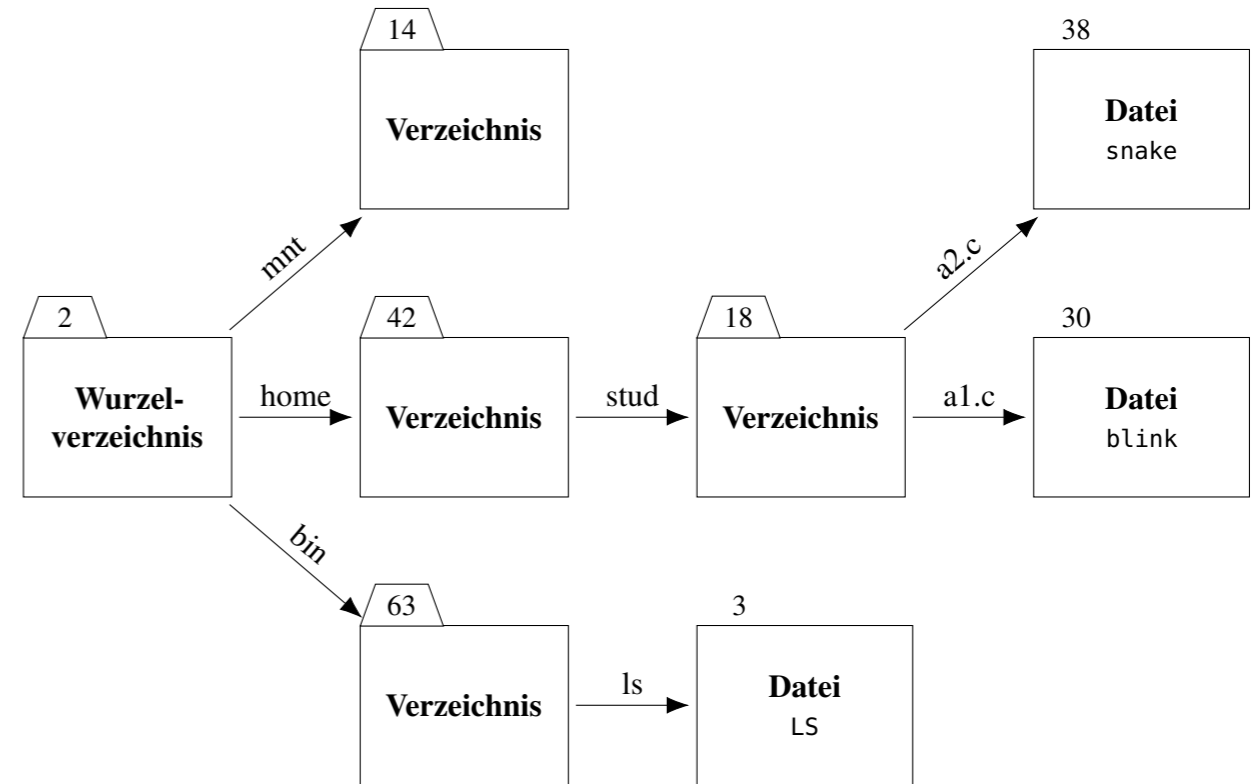 14
38
Verzeichnis
Datei
snake
mnt
a2.c
2
42
18
30
Wurzel-
verzeichnis
home
Verzeichnis
stud
Verzeichnis
a1.c
Datei
blink
bin
63
3
Verzeichnis
ls
Datei
LS